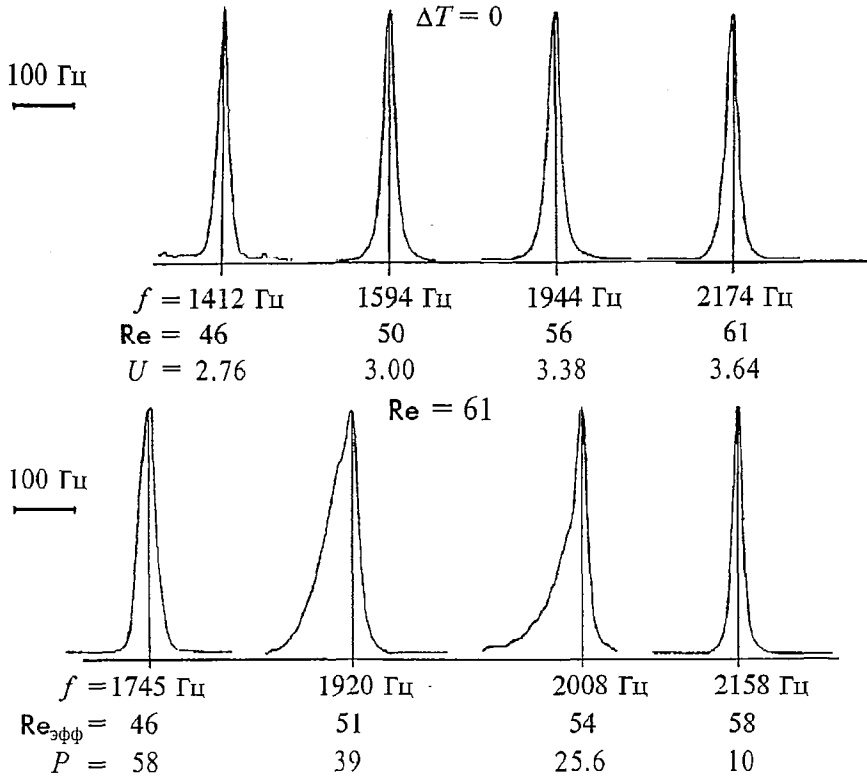 ΔT = 0
100 Гц
f = 1412 Гц 1594 Гц 1944 Гц 2174 Гц
Re = 46 50 56 61
U = 2.76 3.00 3.38 3.64
Re = 61
100 Гц
f = 1745 Гц 1920 Гц 2008 Гц 2158 Гц
Reэфф = 46 51 54 58
P = 58 39 25.6 10